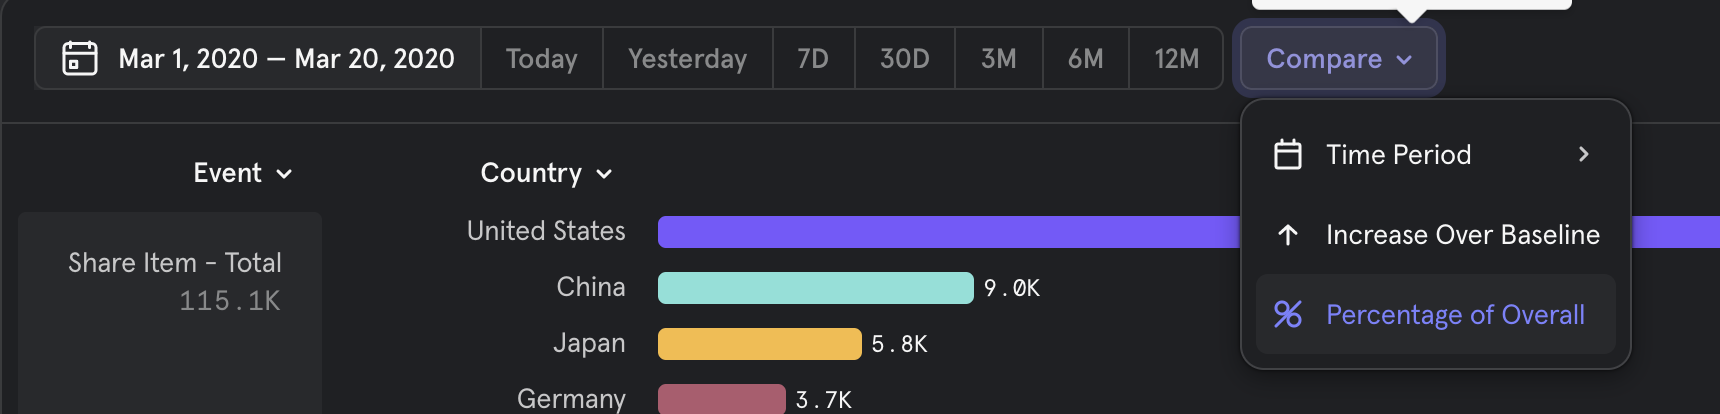 Mar 1, 2020 — Mar 20, 2020
Today
Yesterday
7D
30D
3M
6M
12M
Compare
Time Period
Increase Over Baseline
Percentage of Overall
Event
Country
Share Item - Total
115.1K
United States
China
9.0K
Japan
5.8K
Germany
3.7K